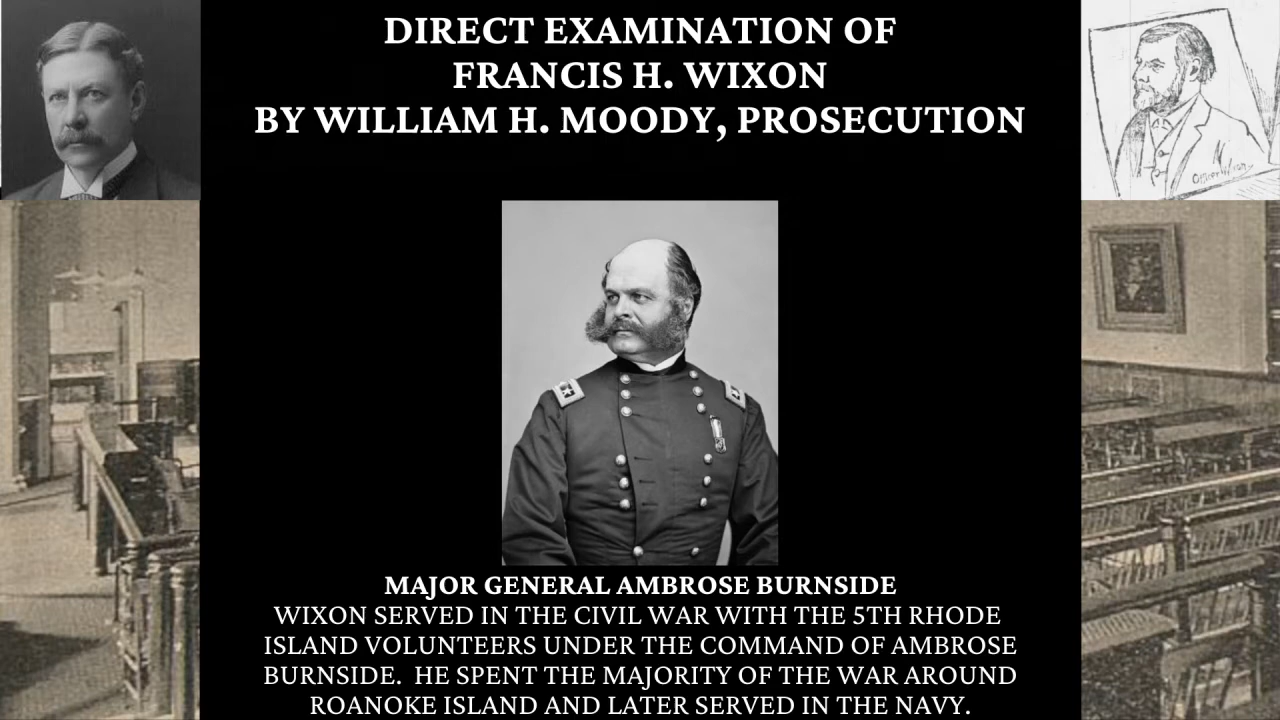 DIRECT EXAMINATION OF
FRANCIS H. WIXON
BY WILLIAM H. MOODY, PROSECUTION
MAJOR GENERAL AMBROSE BURNSIDE
WIXON SERVED IN THE CIVIL WAR WITH THE 5TH RHODE
ISLAND VOLUNTEERS UNDER THE COMMAND OF AMBROSE
BURNSIDE.  HE SPENT THE MAJORITY OF THE WAR AROUND
ROANOKE ISLAND AND LATER SERVED IN THE NAVY.